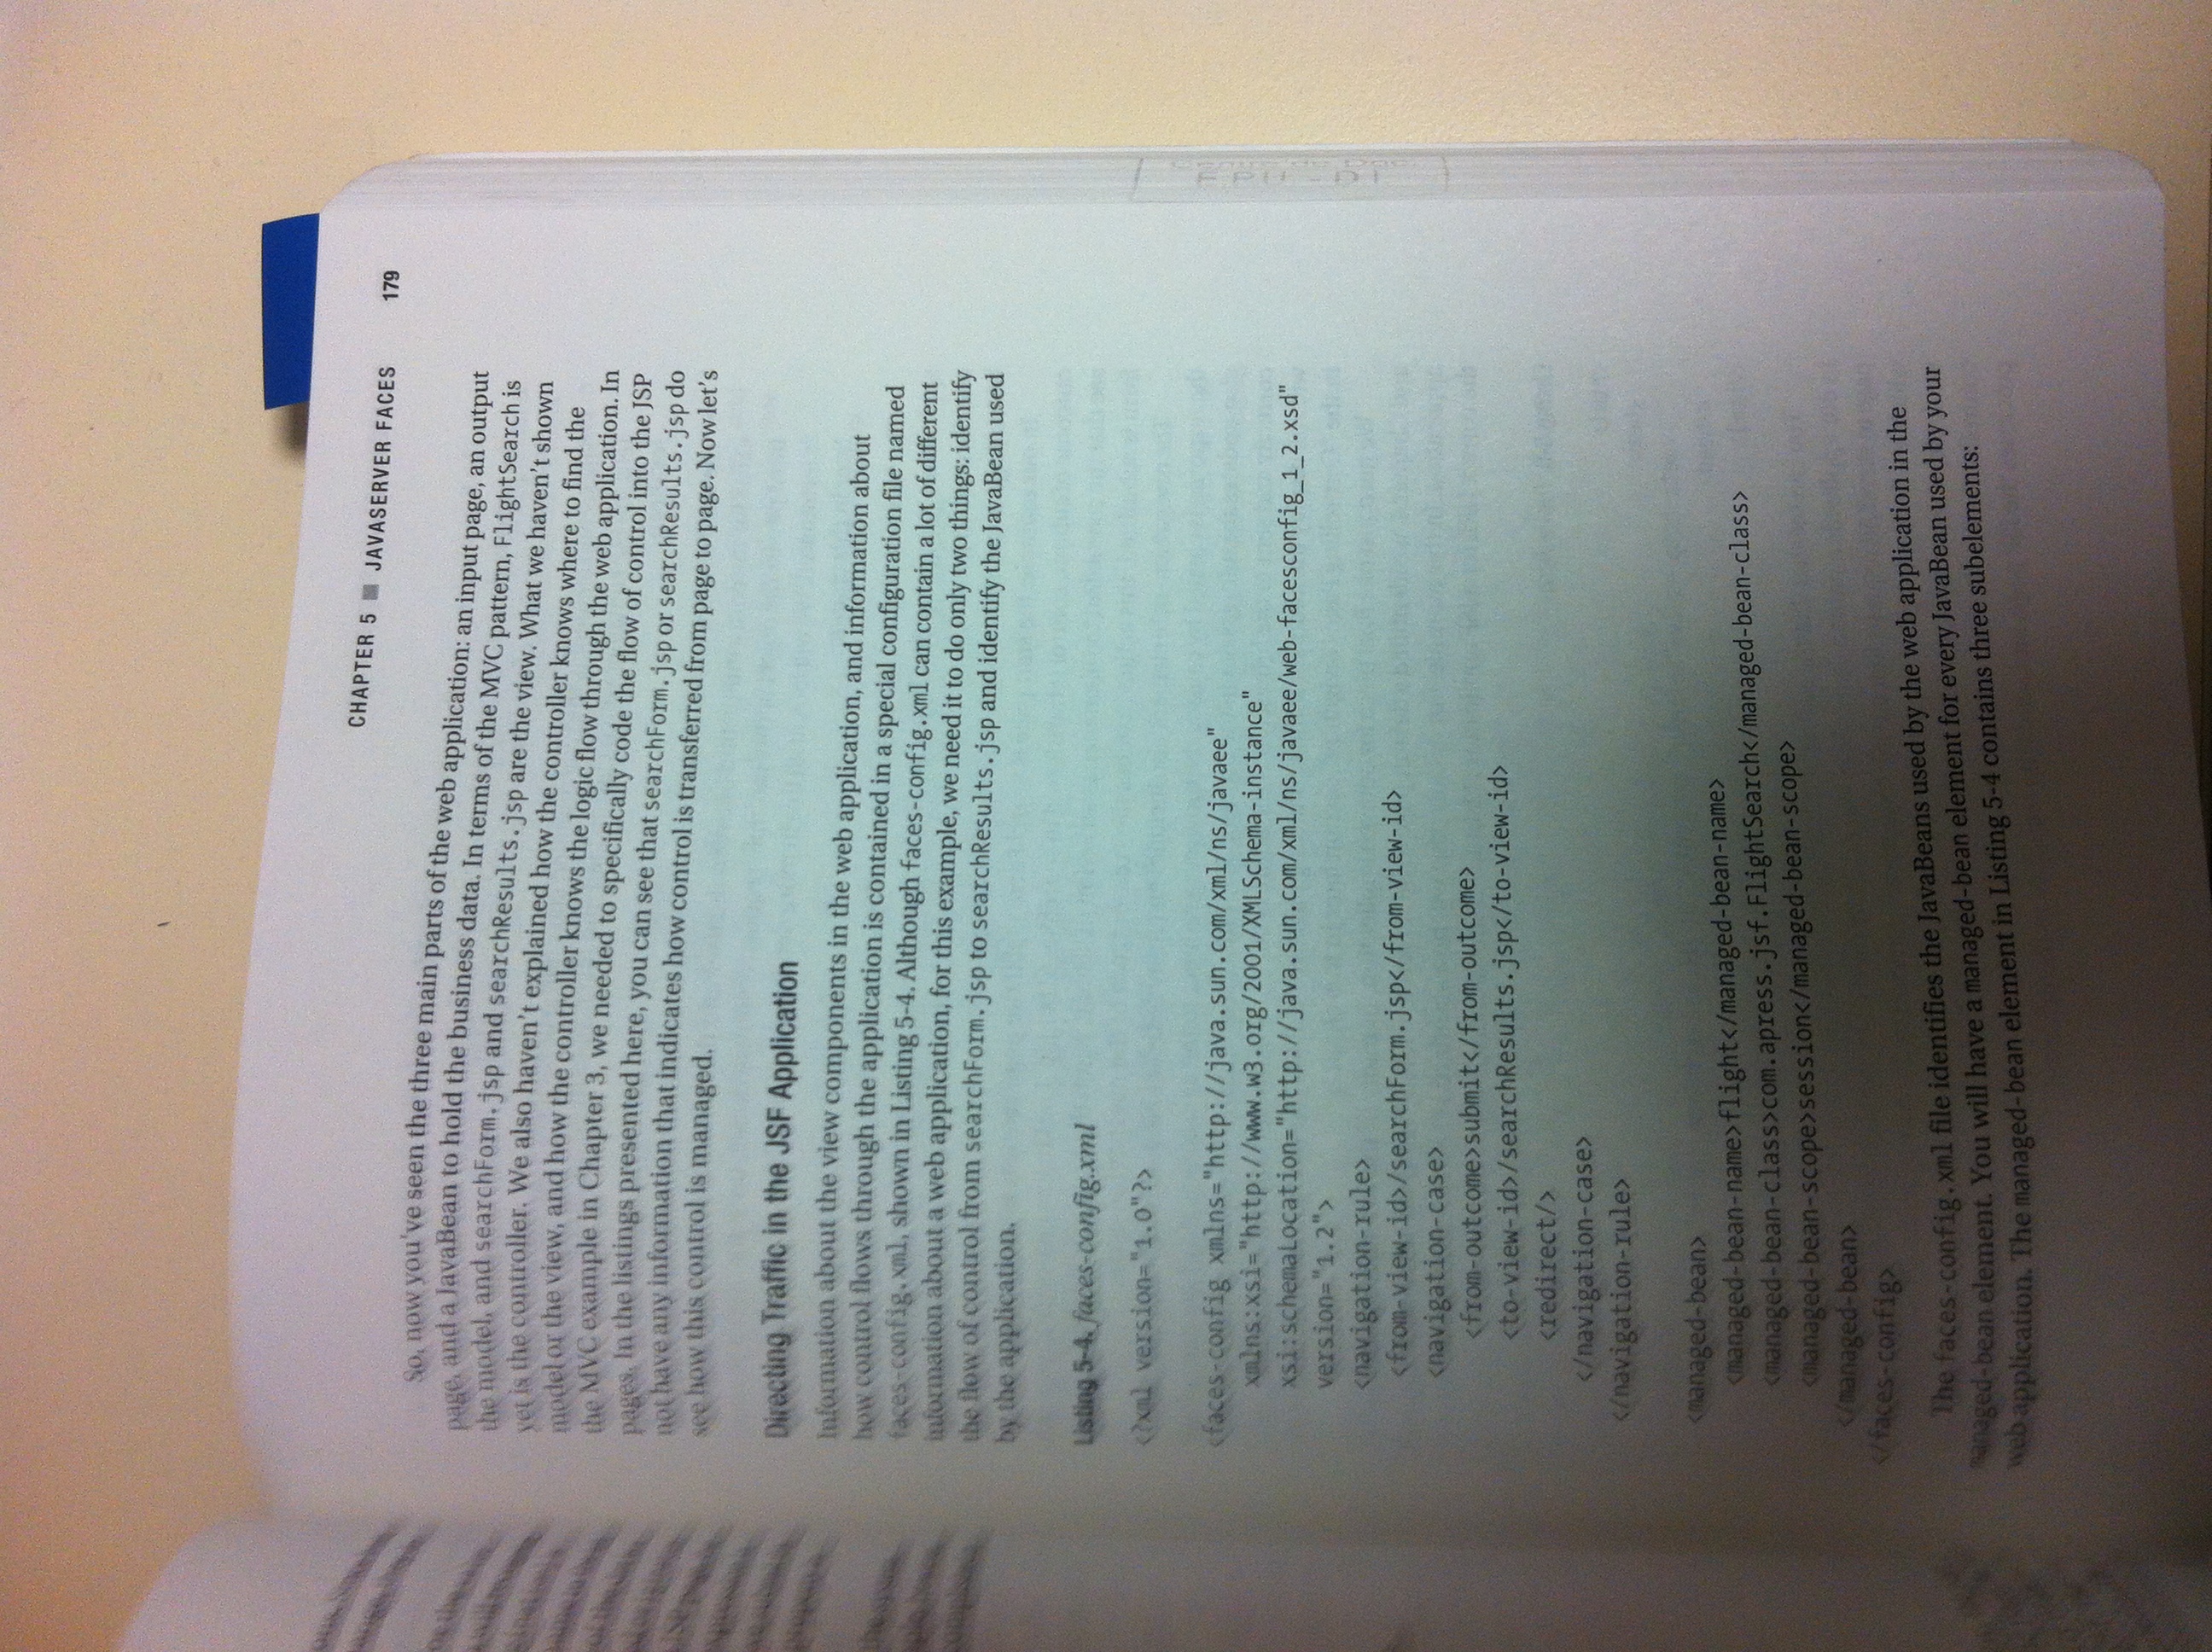 CHAPTER 5 ■ JAVASERVER FACES 179
So, now you've seen the three main parts of the web application: an input page, an output
page, and a JavaBean to hold the business data. In terms of the MVC pattern, FlightSearch is
the model, and searchForm.jsp and searchResults.jsp are the view. What we haven't shown
yet is the controller. We also haven't explained how the controller knows where to find the
model or the view, and how the controller knows the logic flow through the web application. In
the MVC example in Chapter 3, we needed to specifically code the flow of control into the JSP
pages. In the listings presented here, you can see that searchForm.jsp or searchResults.jsp do
not have any information that indicates how control is transferred from page to page. Now let's
see how this control is managed.
Directing Traffic in the JSF Application
Information about the view components in the web application, and information about
how control flows through the application is contained in a special configuration file named
faces-config.xml, shown in Listing 5-4. Although faces-config.xml can contain a lot of different
information about a web application, for this example, we need it to do only two things: identify
the flow of control from searchForm.jsp to searchResults.jsp and identify the JavaBean used
by the application.
Listing 5-4. faces-config.xml
<?xml version="1.0"?>
<faces-config xmlns="http://java.sun.com/xml/ns/javaee"
xmlns:xsi="http://www.w3.org/2001/XMLSchema-instance"
xsi:schemaLocation="http://java.sun.com/xml/ns/javaee/web-facesconfig_1_2.xsd"
version="1.2">
<navigation-rule>
<from-view-id>/searchForm.jsp</from-view-id>
<navigation-case>
<from-outcome>submit</from-outcome>
<to-view-id>/searchResults.jsp</to-view-id>
<redirect/>
</navigation-case>
</navigation-rule>
<managed-bean>
<managed-bean-name>flight</managed-bean-name>
<managed-bean-class>com.apress.jsf.FlightSearch</managed-bean-class>
<managed-bean-scope>session</managed-bean-scope>
</managed-bean>
</faces-config>
The faces-config.xml file identifies the JavaBeans used by the web application in the
managed-bean element. You will have a managed-bean element for every JavaBean used by your
web application. The managed-bean element in Listing 5-4 contains three subelements: